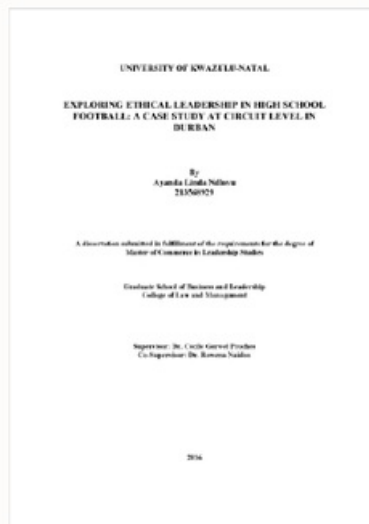 UNIVERSITY OF KWAZULU-NATAL
EXPLORING ETHICAL LEADERSHIP IN HIGH SCHOOL
FOOTBALL: A CASE STUDY AT CIRCUIT LEVEL IN
DURBAN
By
Ayanda Linda Ndlovu
A dissertation submitted in fulfillment of the requirements for the degree of
Master of Commerce in Leadership Studies
Graduate School of Business and Leadership
College of Law and Management
Supervisor: Dr. Cecile Gerwel Proches
Co-Supervisor: Dr. Rowena Naidoo
2016